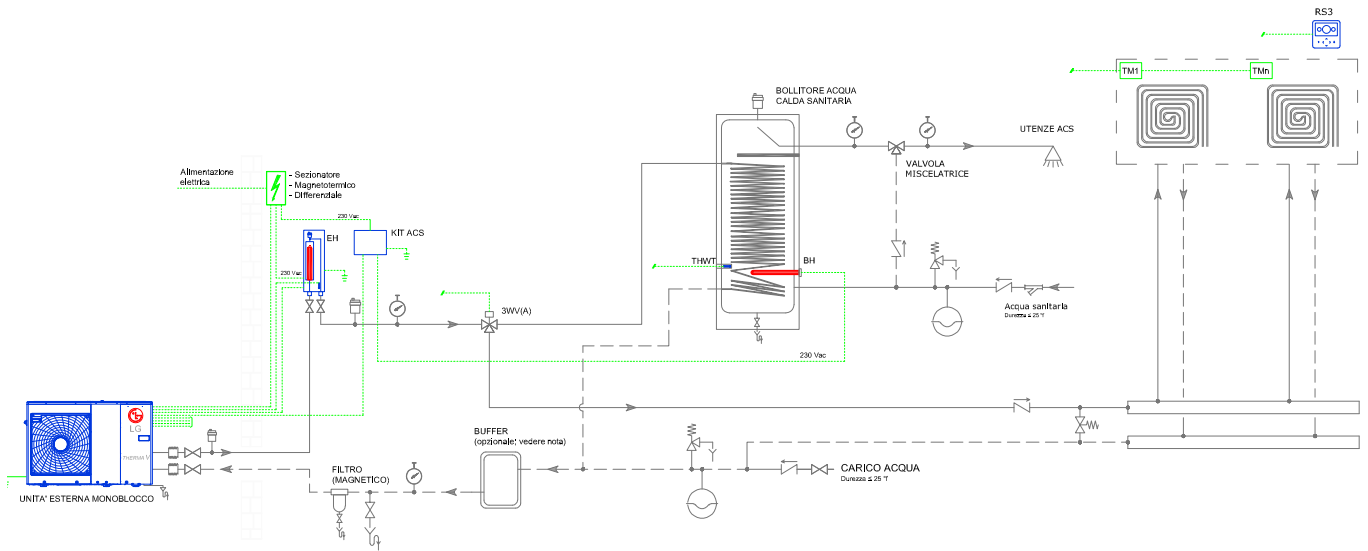 RS3
TM1
TMn
BOLLITORE ACQUA
CALDA SANITARIA
UTENZE ACS
VALVOLA
MISCELATRICE
Alimentazione
elettrica
- Sezionatore
- Magnetotermico
- Differenziale
230 Vac
EH
KIT ACS
230 Vac
THWT
BH
3WV(A)
Acqua sanitaria
Durezza ≤ 25 °f
230 Vac
LG
THERMA V
BUFFER
(opzionale; vedere nota)
FILTRO
(MAGNETICO)
CARICO ACQUA
Durezza ≤ 25 °f
UNITA' ESTERNA MONOBLOCCO